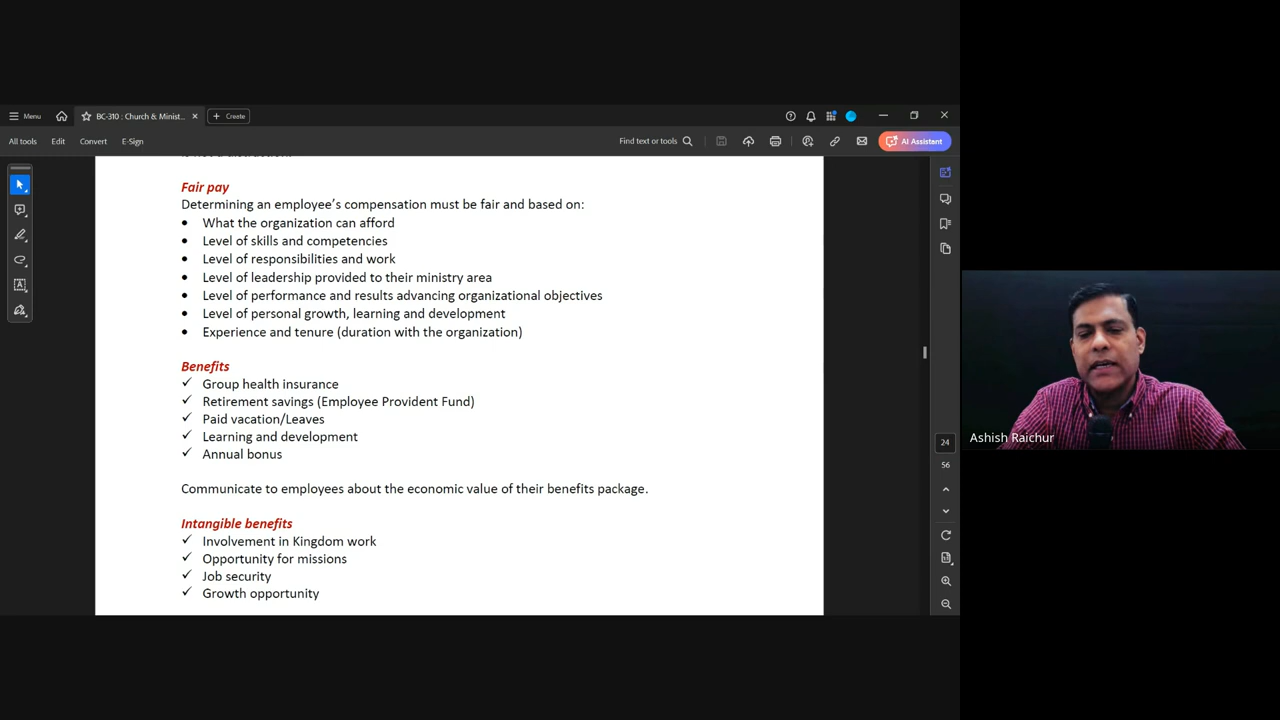 Menu
BC-310 : Church & Minist...
Create
All tools
Edit
Convert
E-Sign
Find text or tools
AI Assistant
Fair pay
Determining an employee's compensation must be fair and based on:
• What the organization can afford
• Level of skills and competencies
• Level of responsibilities and work
• Level of leadership provided to their ministry area
• Level of performance and results advancing organizational objectives
• Level of personal growth, learning and development
• Experience and tenure (duration with the organization)
Benefits
✓ Group health insurance
✓ Retirement savings (Employee Provident Fund)
✓ Paid vacation/Leaves
✓ Learning and development
✓ Annual bonus
Communicate to employees about the economic value of their benefits package.
Intangible benefits
✓ Involvement in Kingdom work
✓ Opportunity for missions
✓ Job security
✓ Growth opportunity
24
56
Ashish Raichur